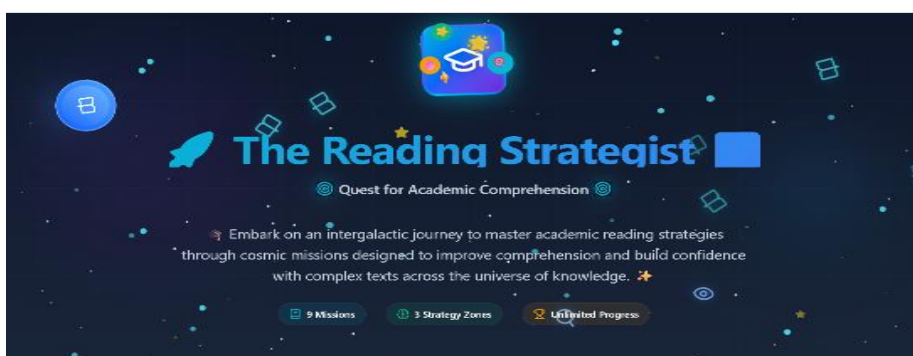 The Reading Strategist
Quest for Academic Comprehension
Embark on an intergalactic journey to master academic reading strategies
through cosmic missions designed to improve comprehension and build confidence
with complex texts across the universe of knowledge.
9 Missions
3 Strategy Zones
Unlimited Progress